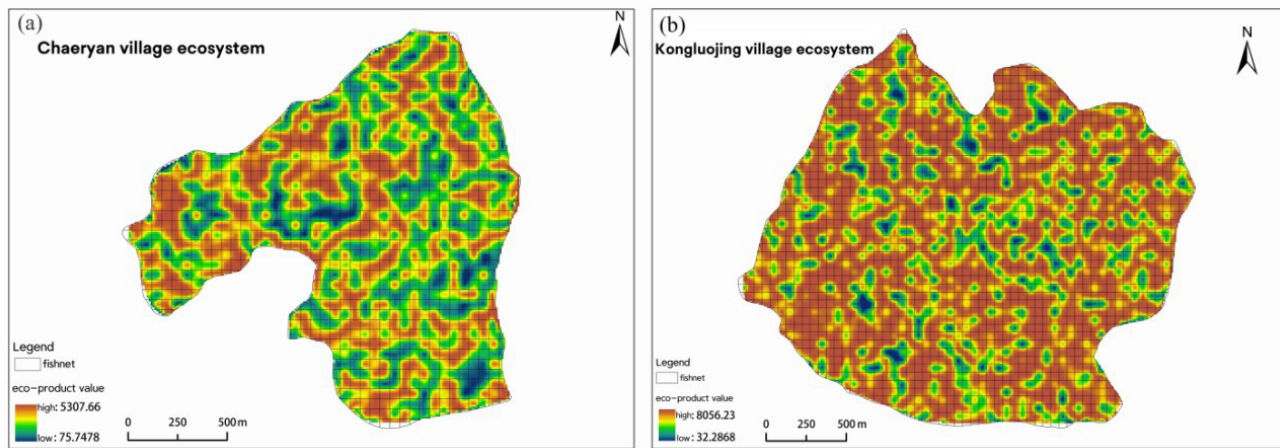 (a)
N
Chaeryan village ecosystem
Legend
fishnet
eco-product value
high: 5307.66
low: 75.7478
0 250 500 m
(b)
N
Kongluojing village ecosystem
Legend
fishnet
eco-product value
high: 8056.23
low: 32.2868
0 250 500 m